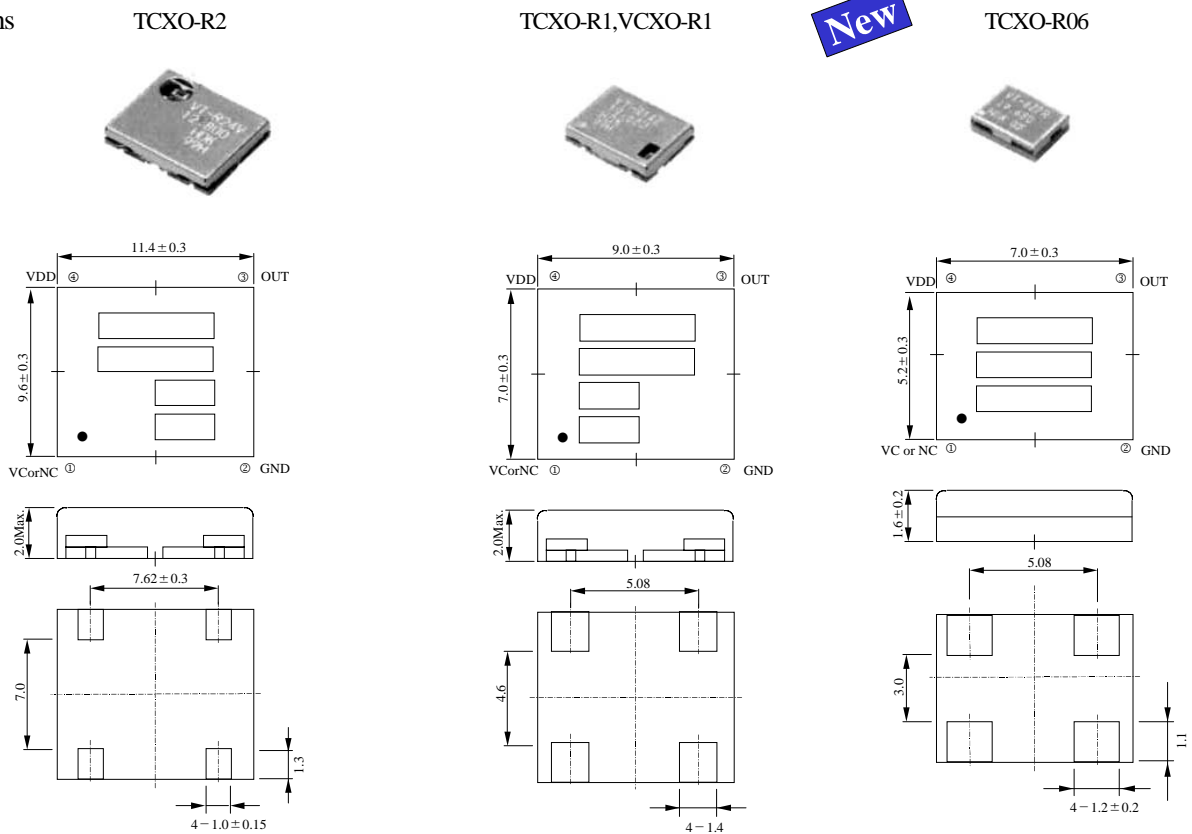 ns
TCXO-R2
TCXO-R1,VCXO-R1
New
TCXO-R06
VT-R24V
12.800
11.4±0.3
VDD ④ ③ OUT
9.6±0.3
VCorNC ① ② GND
2.0Max.
7.62±0.3
7.0
1.3
4－1.0±0.15
9.0±0.3
VDD ④ ③ OUT
7.0±0.3
VCorNC ① ② GND
2.0Max.
5.08
4.6
4－1.4
7.0±0.3
VDD ④ ③ OUT
5.2±0.3
VC or NC ① ② GND
1.6±0.2
5.08
3.0
1.1
4－1.2±0.2